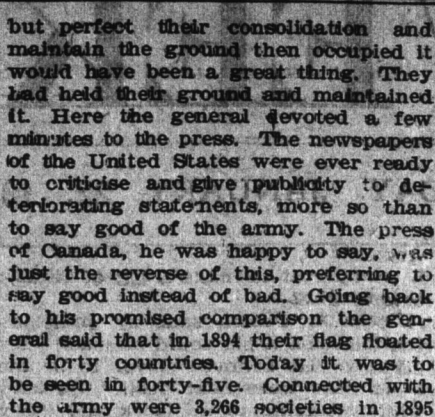 but perfect their consolidation and
maintain the ground then occupied it
would have been a great thing. They
had held their ground and maintained
it. Here the general devoted a few
minutes to the press. The newspapers
of the United States were ever ready
to criticise and give publicity to de-
teriorating statements, more so than
to say good of the army. The press
of Canada, he was happy to say, was
just the reverse of this, preferring to
say good instead of bad. Going back
to his promised comparison the gen-
eral said that in 1894 their flag floated
in forty countries. Today it was to
be seen in forty-five. Connected with
the army were 3,266 societies in 1895